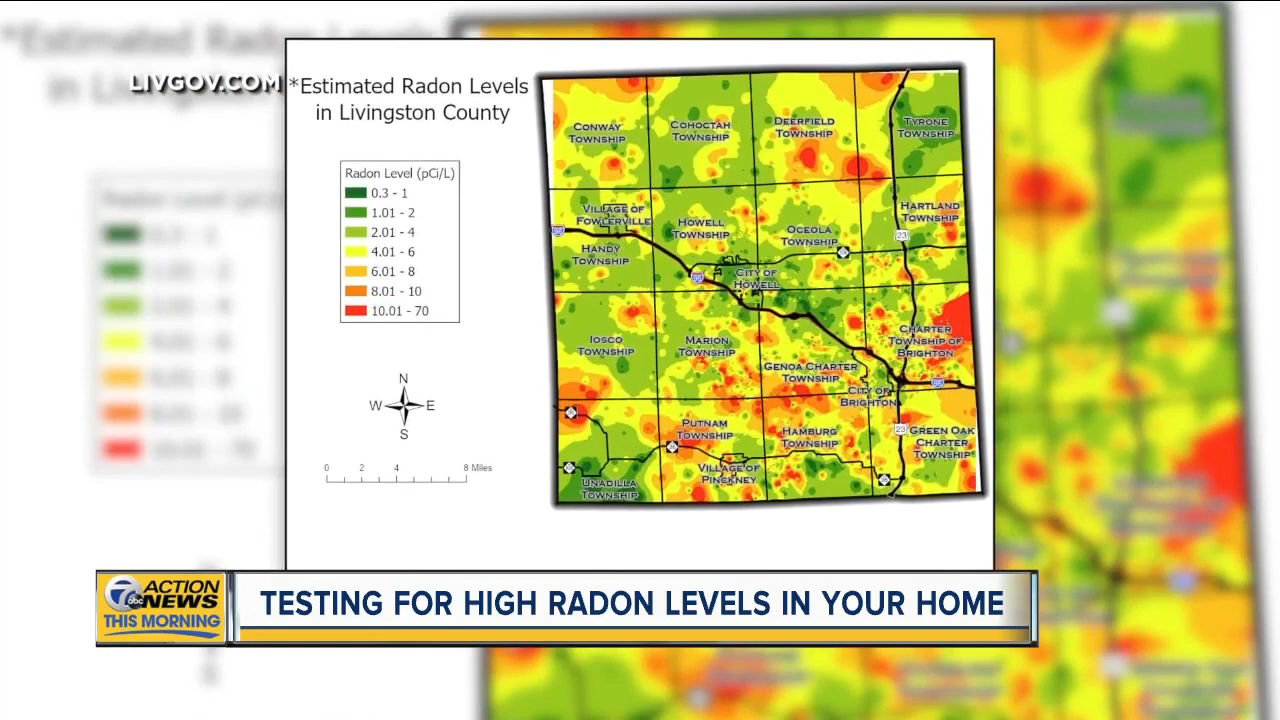 LIVGOV.COM
*Estimated Radon Levels
in Livingston County
Radon Level (pCi/L)
0.3 - 1
1.01 - 2
2.01 - 4
4.01 - 6
6.01 - 8
8.01 - 10
10.01 - 70
N
W E
S
0 2 4 8 Miles
CONWAY
TOWNSHIP
COHOCTAH
TOWNSHIP
DEERFIELD
TOWNSHIP
TYRONE
TOWNSHIP
VILLAGE OF
FOWLERVILLE
HANDY
TOWNSHIP
HOWELL
TOWNSHIP
OCEOLA
TOWNSHIP
HARTLAND
TOWNSHIP
23
CITY OF
HOWELL
IOSCO
TOWNSHIP
MARION
TOWNSHIP
GENOA CHARTER
TOWNSHIP
CHARTER
TOWNSHIP OF
BRIGHTON
CITY OF
BRIGHTON
PUTNAM
TOWNSHIP
HAMBURG
TOWNSHIP
23
GREEN OAK
CHARTER
TOWNSHIP
VILLAGE OF
PINCKNEY
UNADILLA
TOWNSHIP
7 abc ACTION
NEWS
THIS MORNING
TESTING FOR HIGH RADON LEVELS IN YOUR HOME